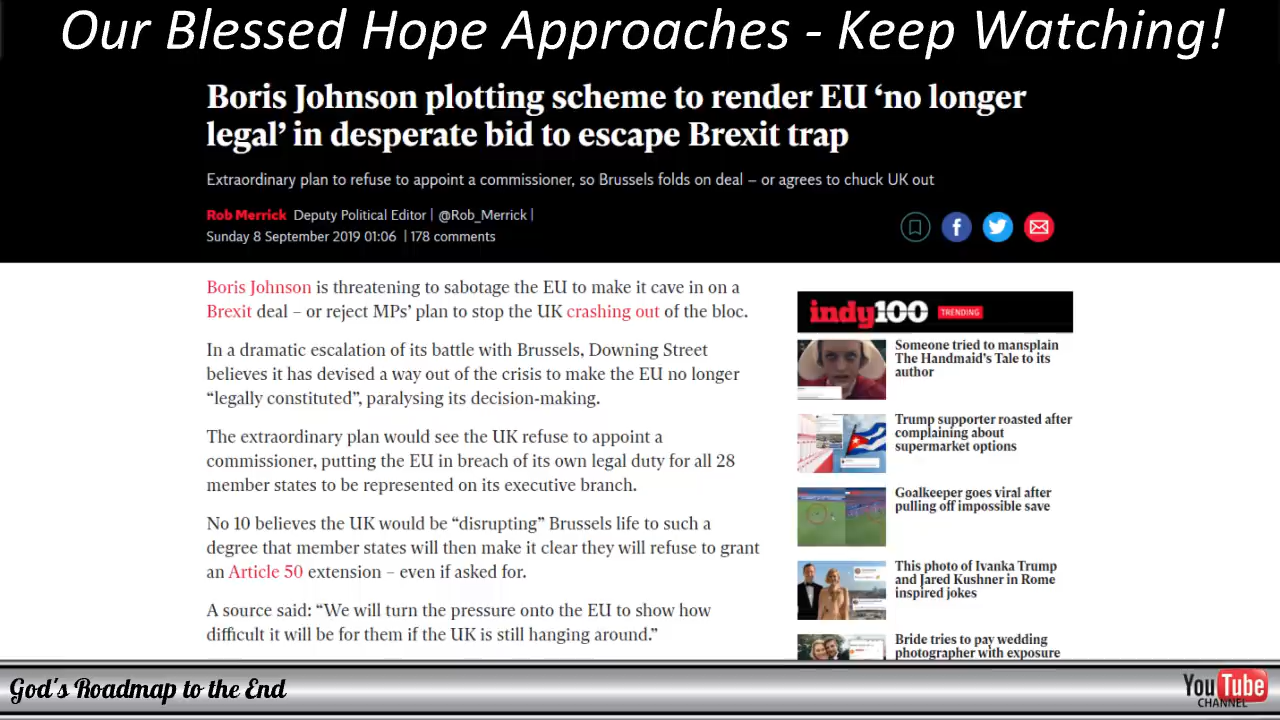 Our Blessed Hope Approaches - Keep Watching!
Boris Johnson plotting scheme to render EU ‘no longer
legal’ in desperate bid to escape Brexit trap
Extraordinary plan to refuse to appoint a commissioner, so Brussels folds on deal – or agrees to chuck UK out
Rob Merrick Deputy Political Editor | @Rob_Merrick |
Sunday 8 September 2019 01:06 | 178 comments
Boris Johnson is threatening to sabotage the EU to make it cave in on a
Brexit deal – or reject MPs’ plan to stop the UK crashing out of the bloc.
In a dramatic escalation of its battle with Brussels, Downing Street
believes it has devised a way out of the crisis to make the EU no longer
“legally constituted”, paralysing its decision-making.
The extraordinary plan would see the UK refuse to appoint a
commissioner, putting the EU in breach of its own legal duty for all 28
member states to be represented on its executive branch.
No 10 believes the UK would be “disrupting” Brussels life to such a
degree that member states will then make it clear they will refuse to grant
an Article 50 extension – even if asked for.
A source said: “We will turn the pressure onto the EU to show how
difficult it will be for them if the UK is still hanging around.”
indy100 TRENDING
Someone tried to mansplain
The Handmaid's Tale to its
author
Trump supporter roasted after
complaining about
supermarket options
Goalkeeper goes viral after
pulling off impossible save
This photo of Ivanka Trump
and Jared Kushner in Rome
inspired jokes
Bride tries to pay wedding
photographer with exposure
God's Roadmap to the End
YouTube
CHANNEL